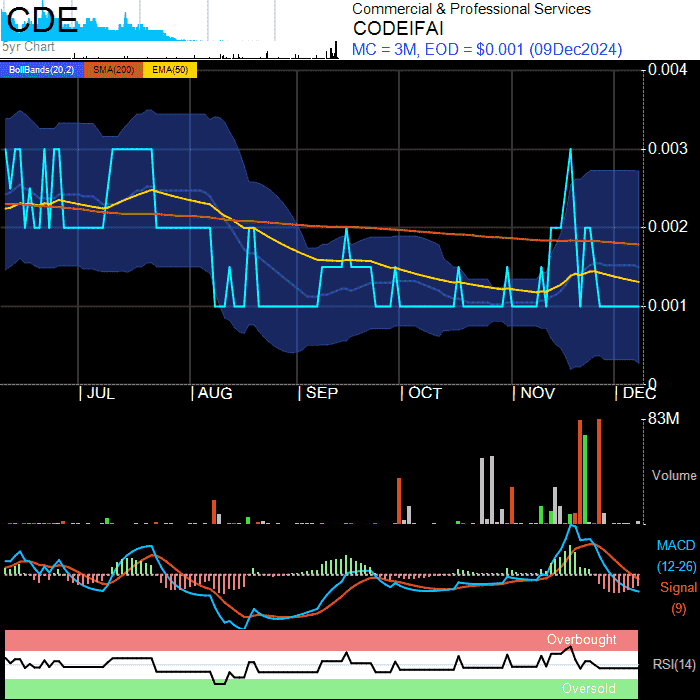 CDE
Commercial & Professional Services
CODEIFAI
5yr Chart
MC = 3M, EOD = $0.001 (09Dec2024)
BollBands(20,2) SMA(200) EMA(50)
0.004
0.003
0.002
0.001
0
JUL AUG SEP OCT NOV DEC
83M
Volume
MACD
(12-26)
Signal
(9)
Overbought
RSI(14)
Oversold